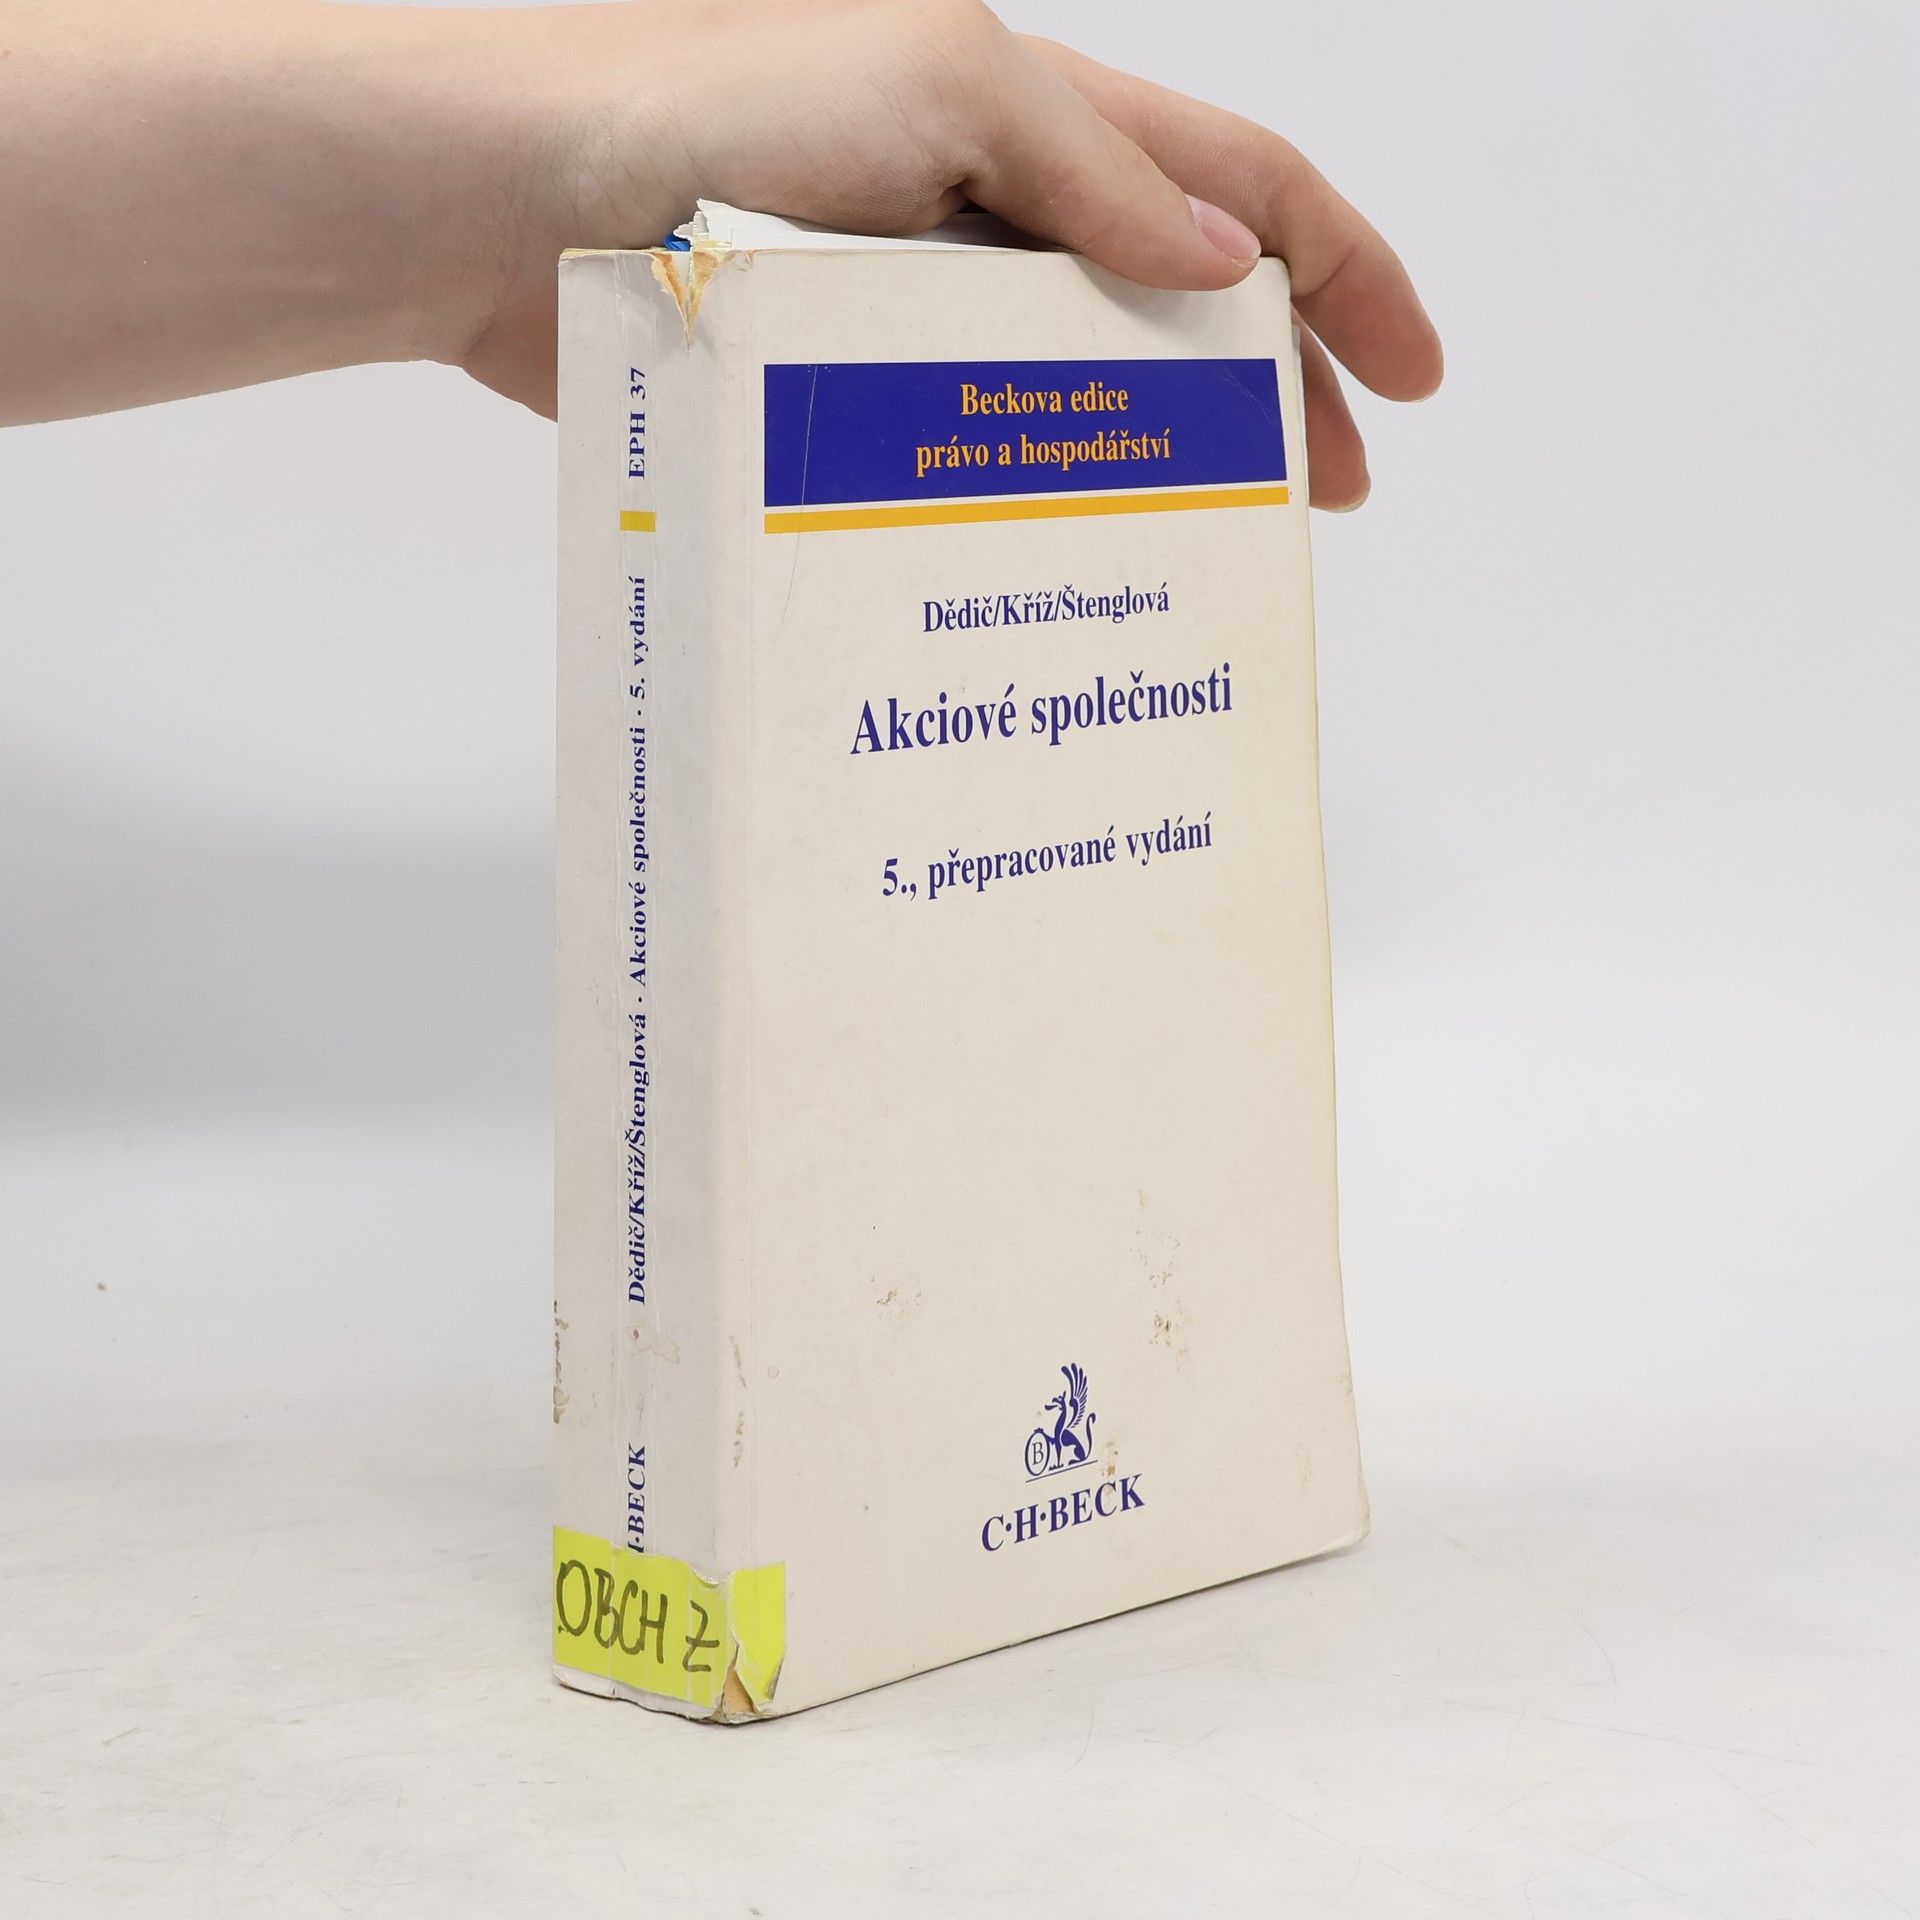 Beckova edice
právo a hospodářství
Dědič/Kříž/Štenglová
Akciové společnosti
5., přepracované vydání
B
C·H·BECK
Dědič/Kříž/Štenglová · Akciové společnosti · 5. vydání
EPH 37
H·BECK
OBCH Z